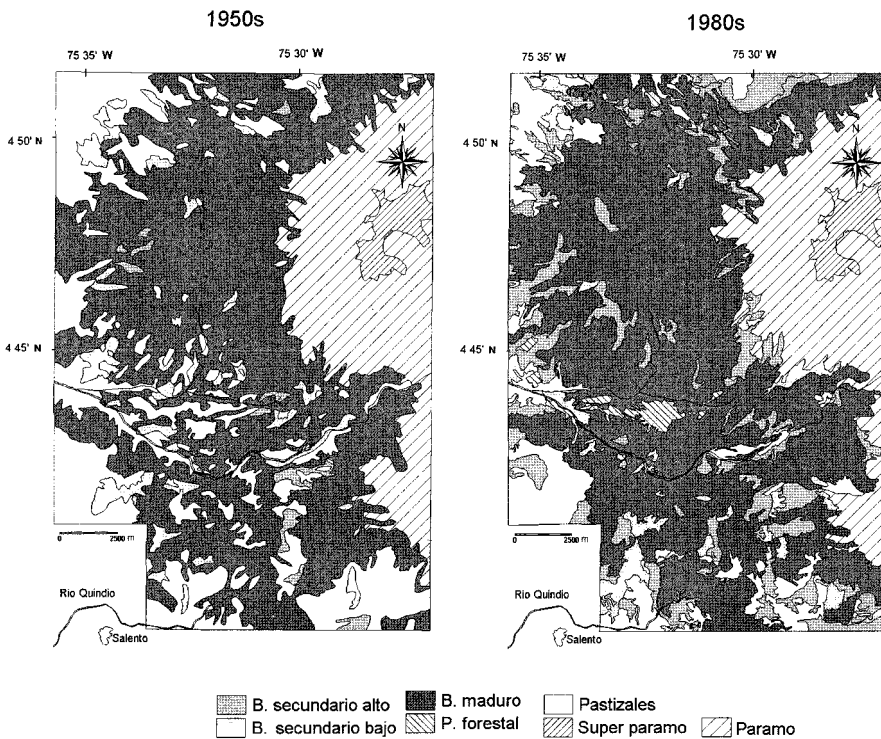 1950s
1980s
75 35' W
75 30' W
75 35' W
75 30' W
4 50' N
4 50' N
N
N
4 45' N
4 45' N
0 2500 m
0 2500 m
Rio Quindio
Rio Quindio
Salento
Salento
B. secundario alto
B. maduro
Pastizales
B. secundario bajo
P. forestal
Super paramo
Paramo